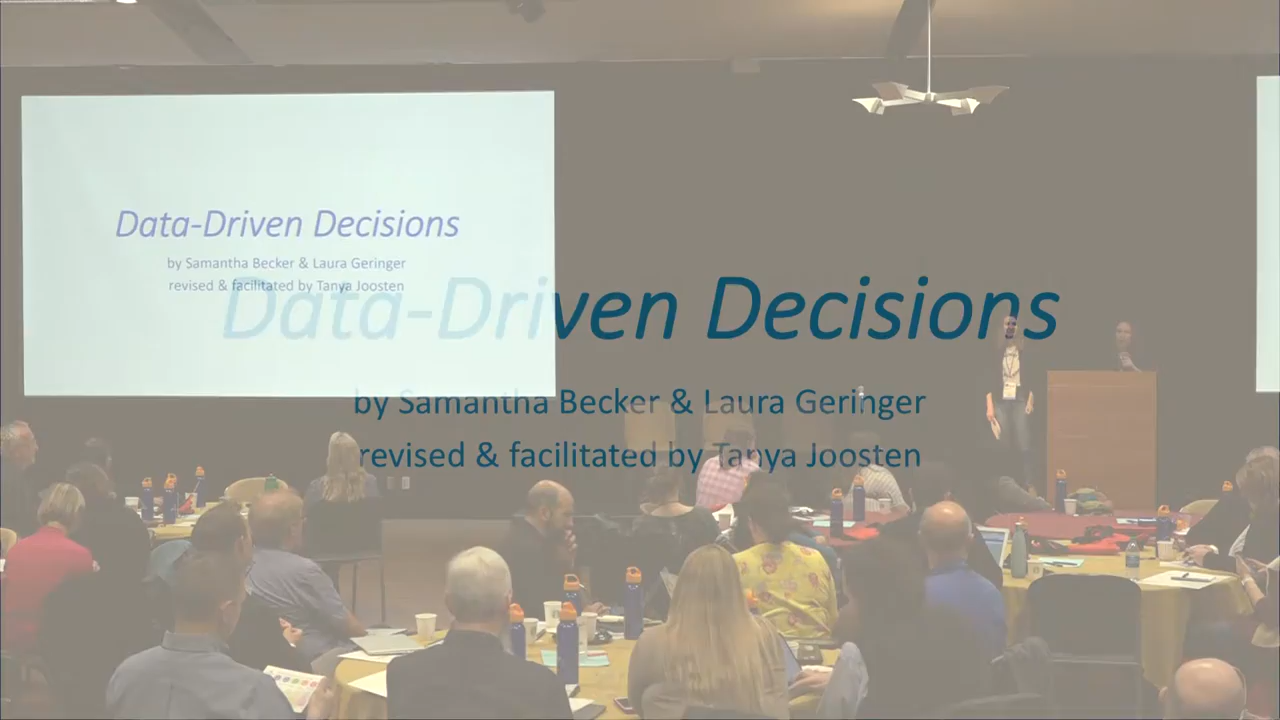 Data-Driven Decisions
by Samantha Becker & Laura Geringer
revised & facilitated by Tanya Joosten
Data-Driven Decisions
by Samantha Becker & Laura Geringer
revised & facilitated by Tanya Joosten